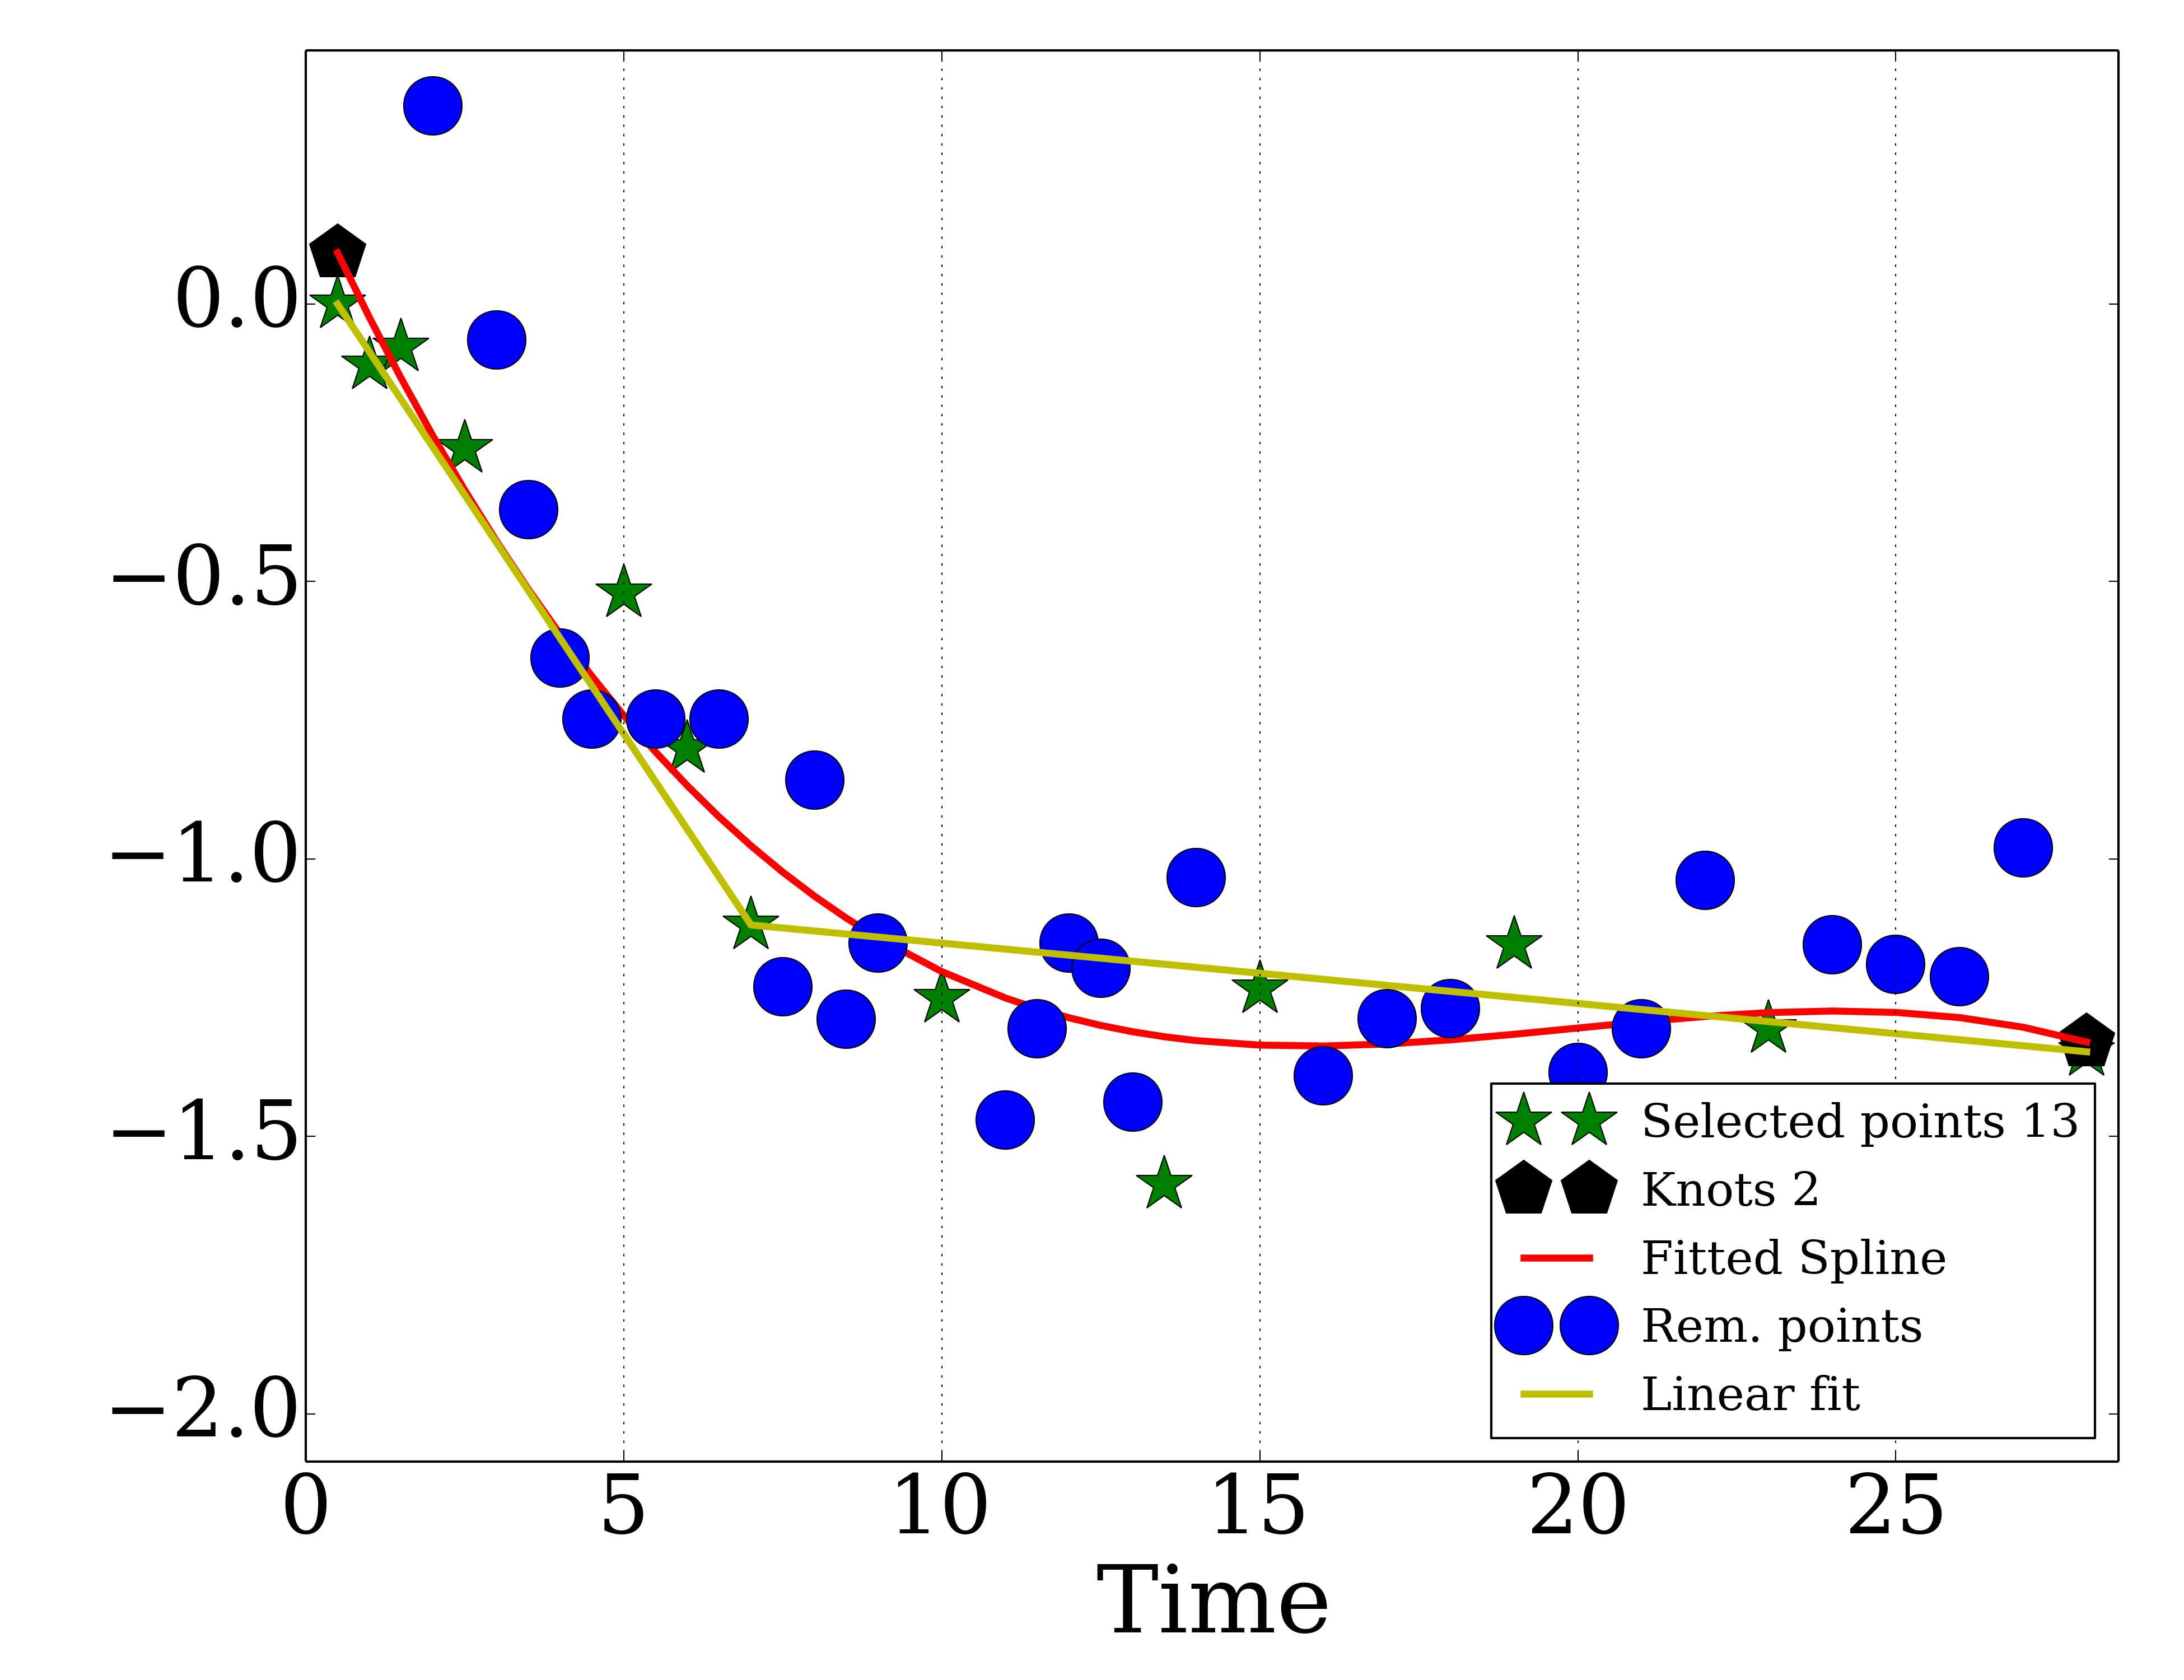 0.0
−0.5
−1.0
−1.5
−2.0
Selected points 13
Knots 2
Fitted Spline
Rem. points
Linear fit
0 5 10 15 20 25
Time